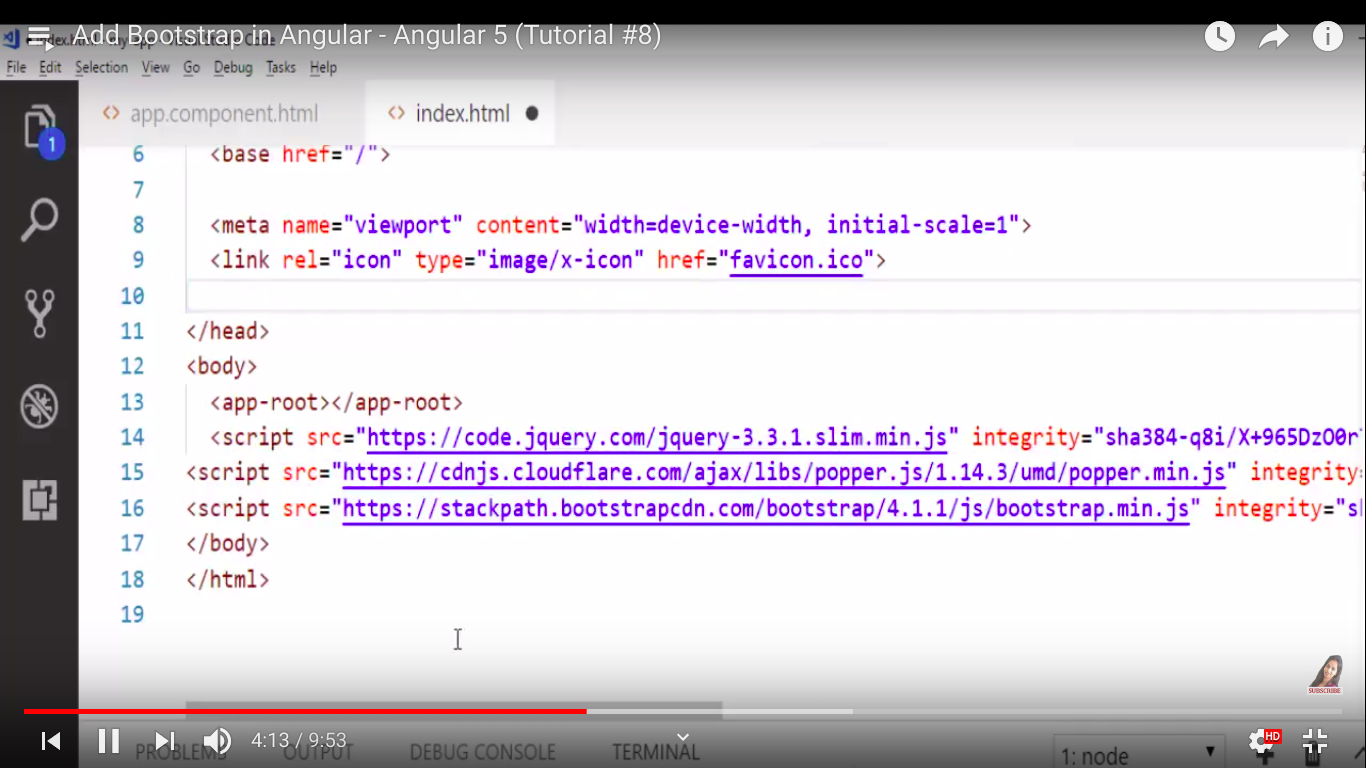 Add Bootstrap in Angular - Angular 5 (Tutorial #8)
File Edit Selection View Go Debug Tasks Help
1
<> app.component.html <> index.html ●
6 <base href="/">
7
8 <meta name="viewport" content="width=device-width, initial-scale=1">
9 <link rel="icon" type="image/x-icon" href="favicon.ico">
10
11 </head>
12 <body>
13 <app-root></app-root>
14 <script src="https://code.jquery.com/jquery-3.3.1.slim.min.js" integrity="sha384-q8i/X+965DzO0r
15 <script src="https://cdnjs.cloudflare.com/ajax/libs/popper.js/1.14.3/umd/popper.min.js" integrity
16 <script src="https://stackpath.bootstrapcdn.com/bootstrap/4.1.1/js/bootstrap.min.js" integrity="s
17 </body>
18 </html>
19
SUBSCRIBE
4:13 / 9:53
HD
PROBLEMS OUTPUT DEBUG CONSOLE TERMINAL 1: node